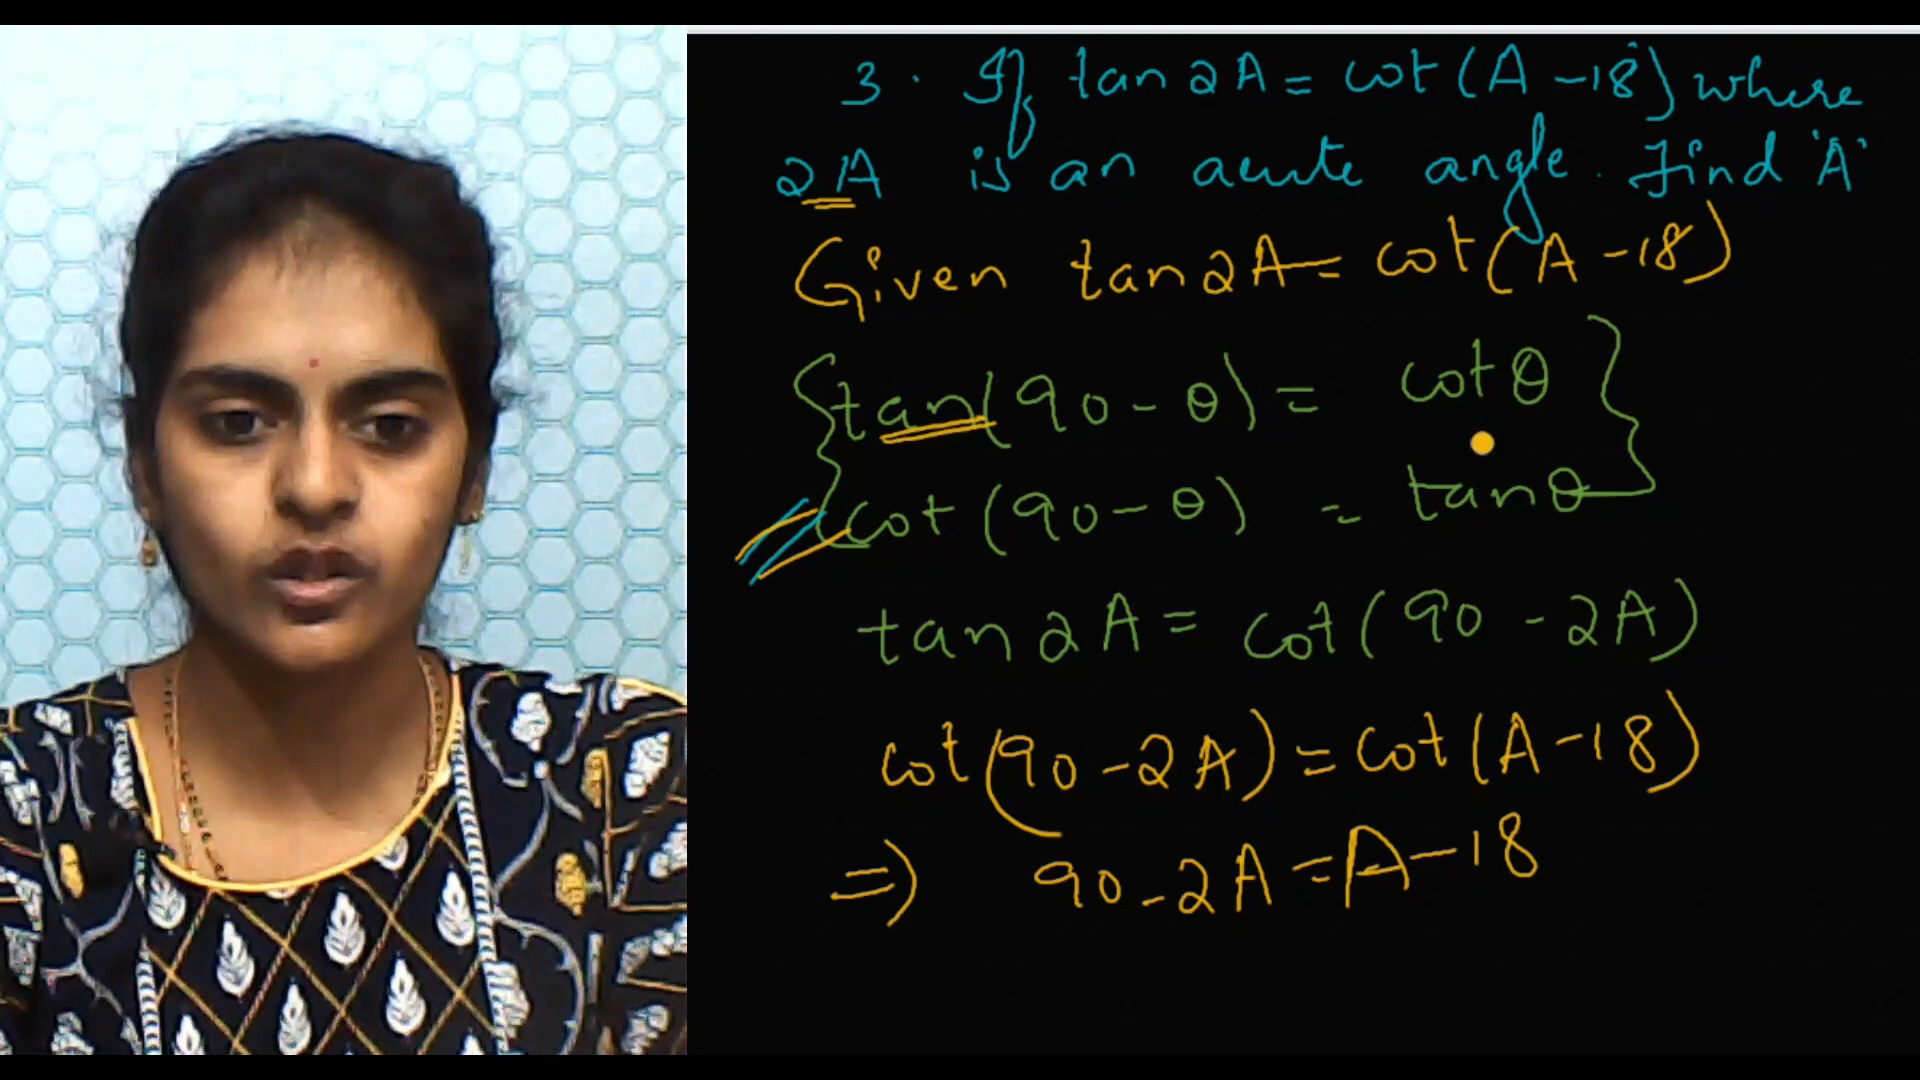 3. If tan 2A = cot (A - 18°) where
2A is an acute angle. Find 'A'
Given tan 2A = cot (A - 18)
{ tan (90 - θ) = cot θ
cot (90 - θ) = tan θ }
tan 2A = cot (90 - 2A)
cot (90 - 2A) = cot (A - 18)
=> 90 - 2A = A - 18